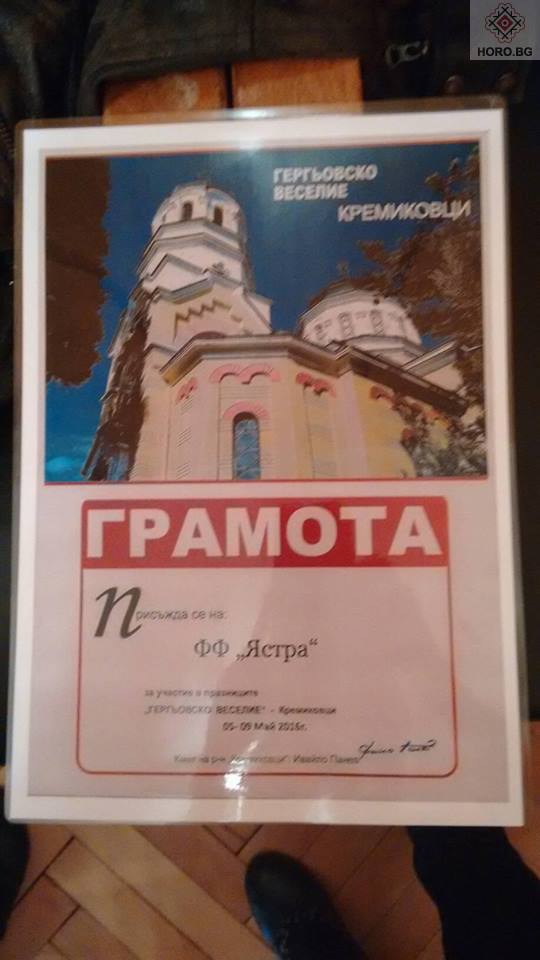 HORO.BG
ГЕРГЬОВСКО
ВЕСЕЛИЕ
КРЕМИКОВЦИ
ГРАМОТА
Присъжда се на:
ФФ „Ястра“
за участие в празниците
„ГЕРГЬОВСКО ВЕСЕЛИЕ“ - Кремиковци
05- 09 Май 2016г.
Кмет на р-н „Кремиковци“: Ивайло Панев